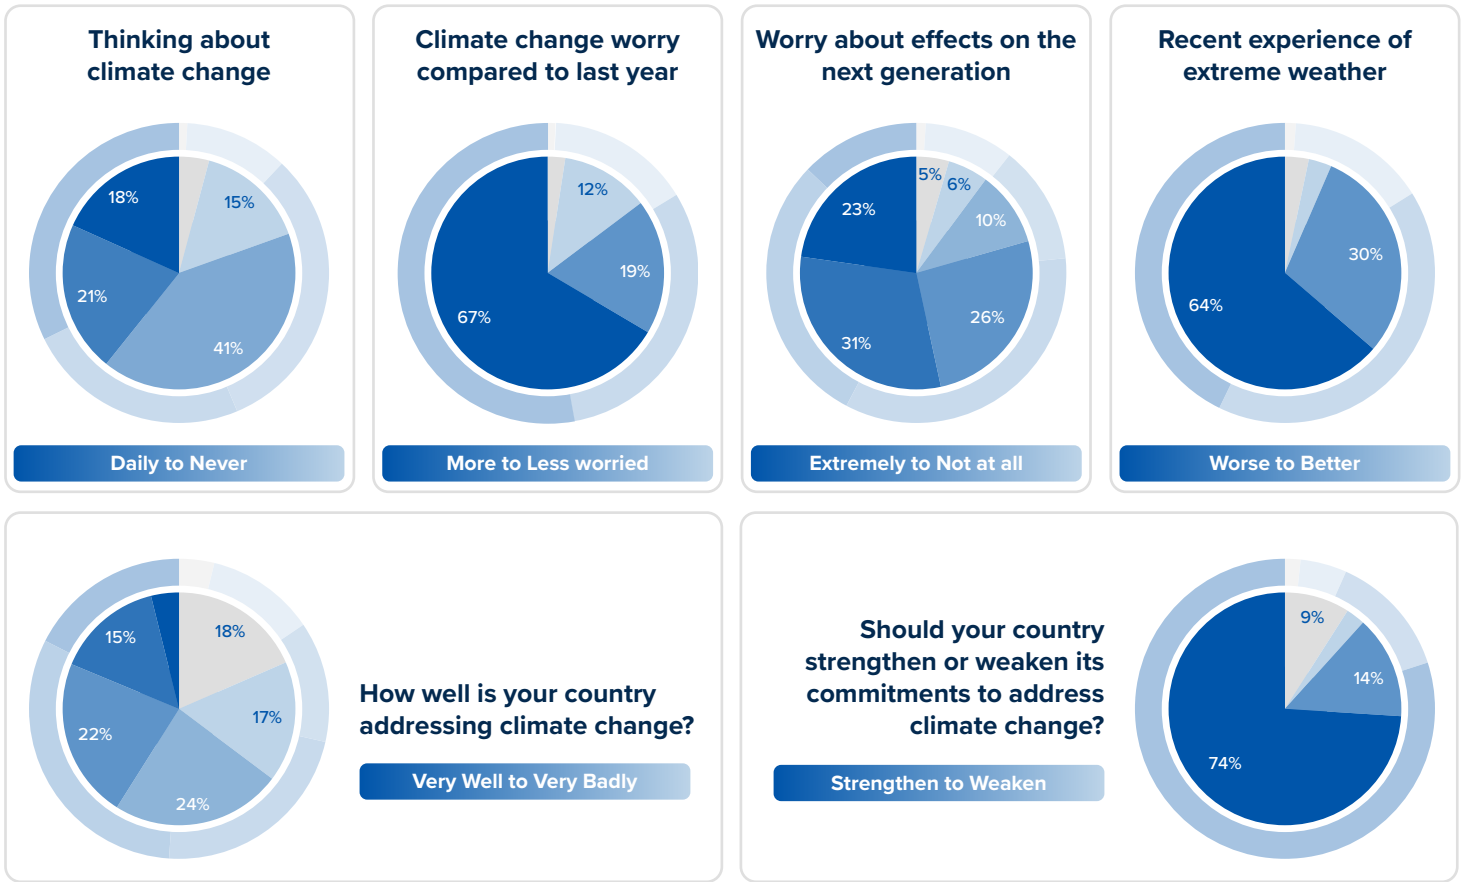 Thinking about
climate change
18%
15%
21%
41%
Daily to Never
Climate change worry
compared to last year
12%
19%
67%
More to Less worried
Worry about effects on the
next generation
5%
6%
10%
23%
26%
31%
Extremely to Not at all
Recent experience of
extreme weather
30%
64%
Worse to Better
18%
15%
17%
22%
24%
How well is your country
addressing climate change?
Very Well to Very Badly
Should your country
strengthen or weaken its
commitments to address
climate change?
Strengthen to Weaken
9%
14%
74%